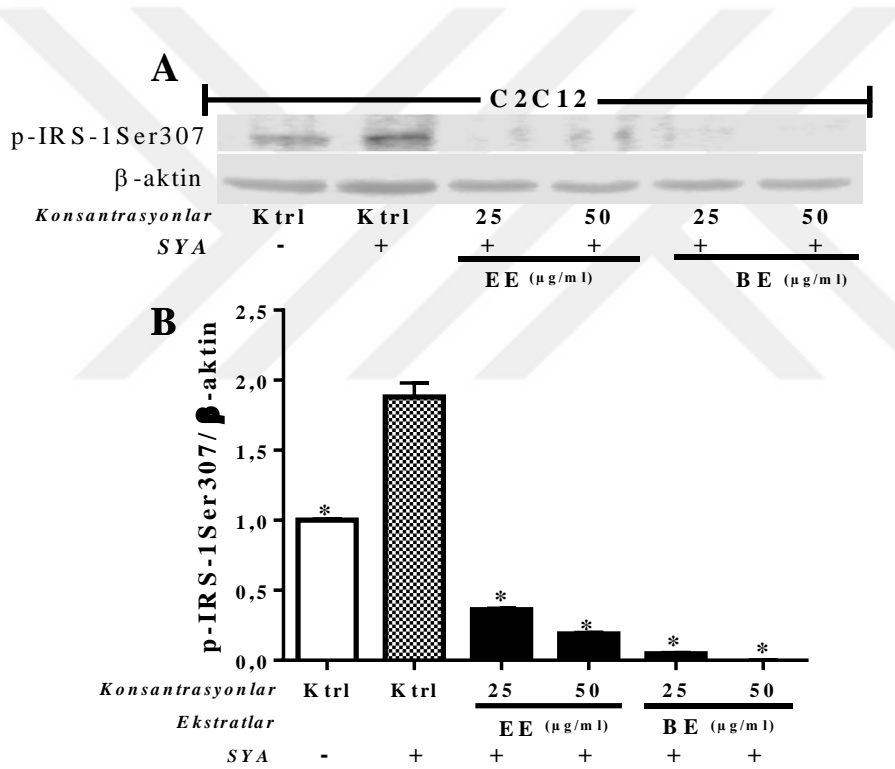 A
C2C12
p-IRS-1Ser307
β-aktin
Konsantrasyonlar Ktrl Ktrl 25 50 25 50
SYA - + + + + +
EE (μg/ml) BE (μg/ml)
B
p-IRS-1Ser307/β-aktin
2,5
2,0
1,5
1,0
0,5
0,0
* * * * *
Konsantrasyonlar Ktrl Ktrl 25 50 25 50
Ekstratlar EE (μg/ml) BE (μg/ml)
SYA - + + + + +